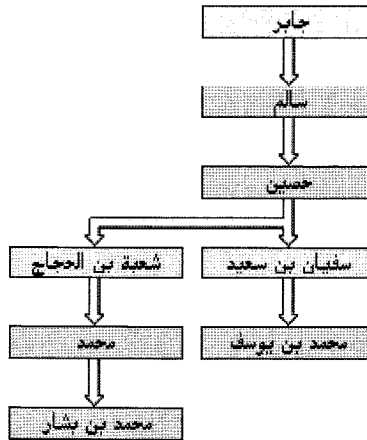 جابر
سالم
حصين
سفيان بن سعيد
شعبة بن الحجاج
محمد بن يوسف
محمد
محمد بن بشار